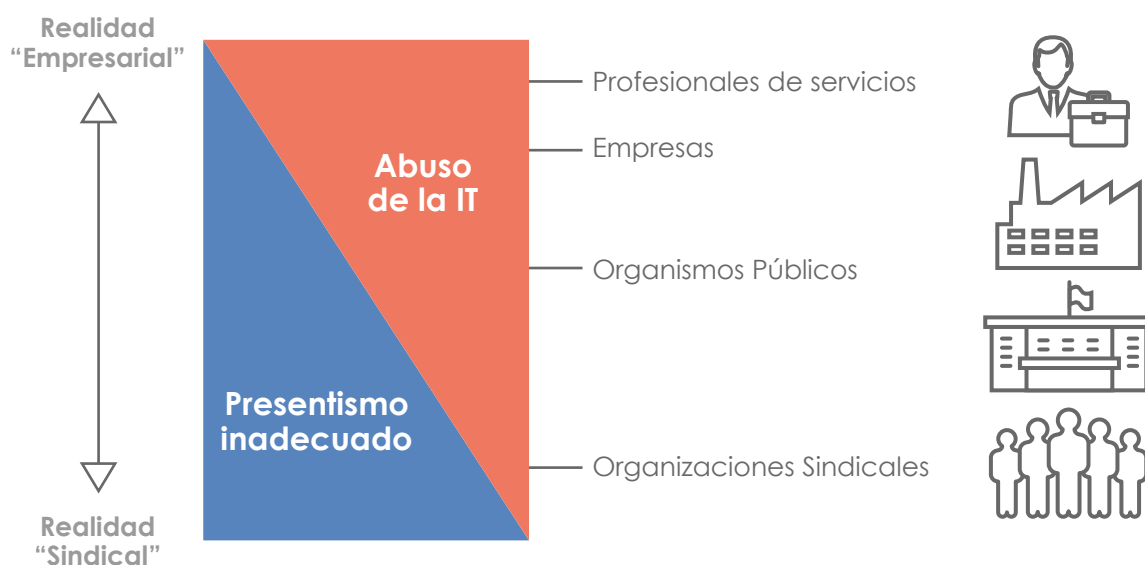 Realidad
“Empresarial”
Profesionales de servicios
Empresas
Abuso
de la IT
Organismos Públicos
Presentismo
inadecuado
Organizaciones Sindicales
Realidad
“Sindical”